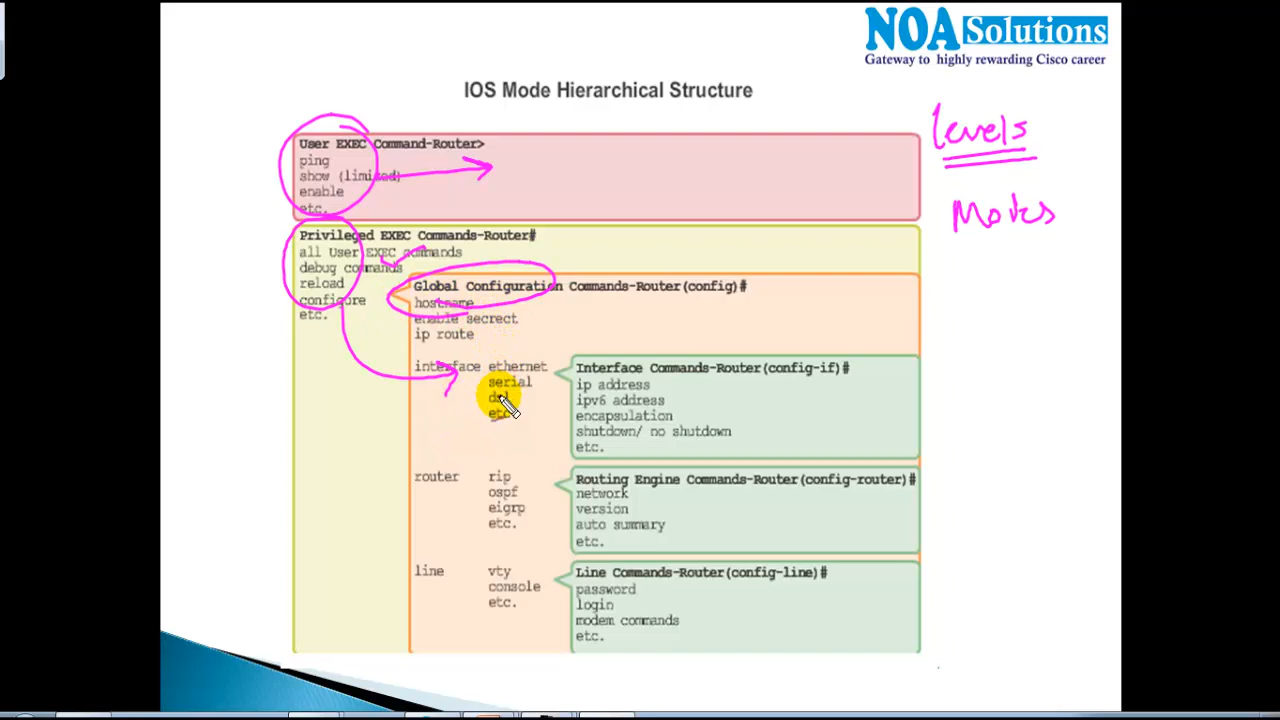 NOA Solutions
Gateway to highly rewarding Cisco career
IOS Mode Hierarchical Structure
levels
Modes
User EXEC Command-Router>
ping
show (limited)
enable
etc.
Privileged EXEC Commands-Router#
all User EXEC commands
debug commands
reload
configure
etc.
Global Configuration Commands-Router(config)#
hostname
enable secrect
ip route
interface ethernet
serial
etc.
Interface Commands-Router(config-if)#
ip address
ipv6 address
encapsulation
shutdown/ no shutdown
etc.
router rip
ospf
eigrp
etc.
Routing Engine Commands-Router(config-router)#
network
version
auto summary
etc.
line vty
console
etc.
Line Commands-Router(config-line)#
password
login
modem commands
etc.